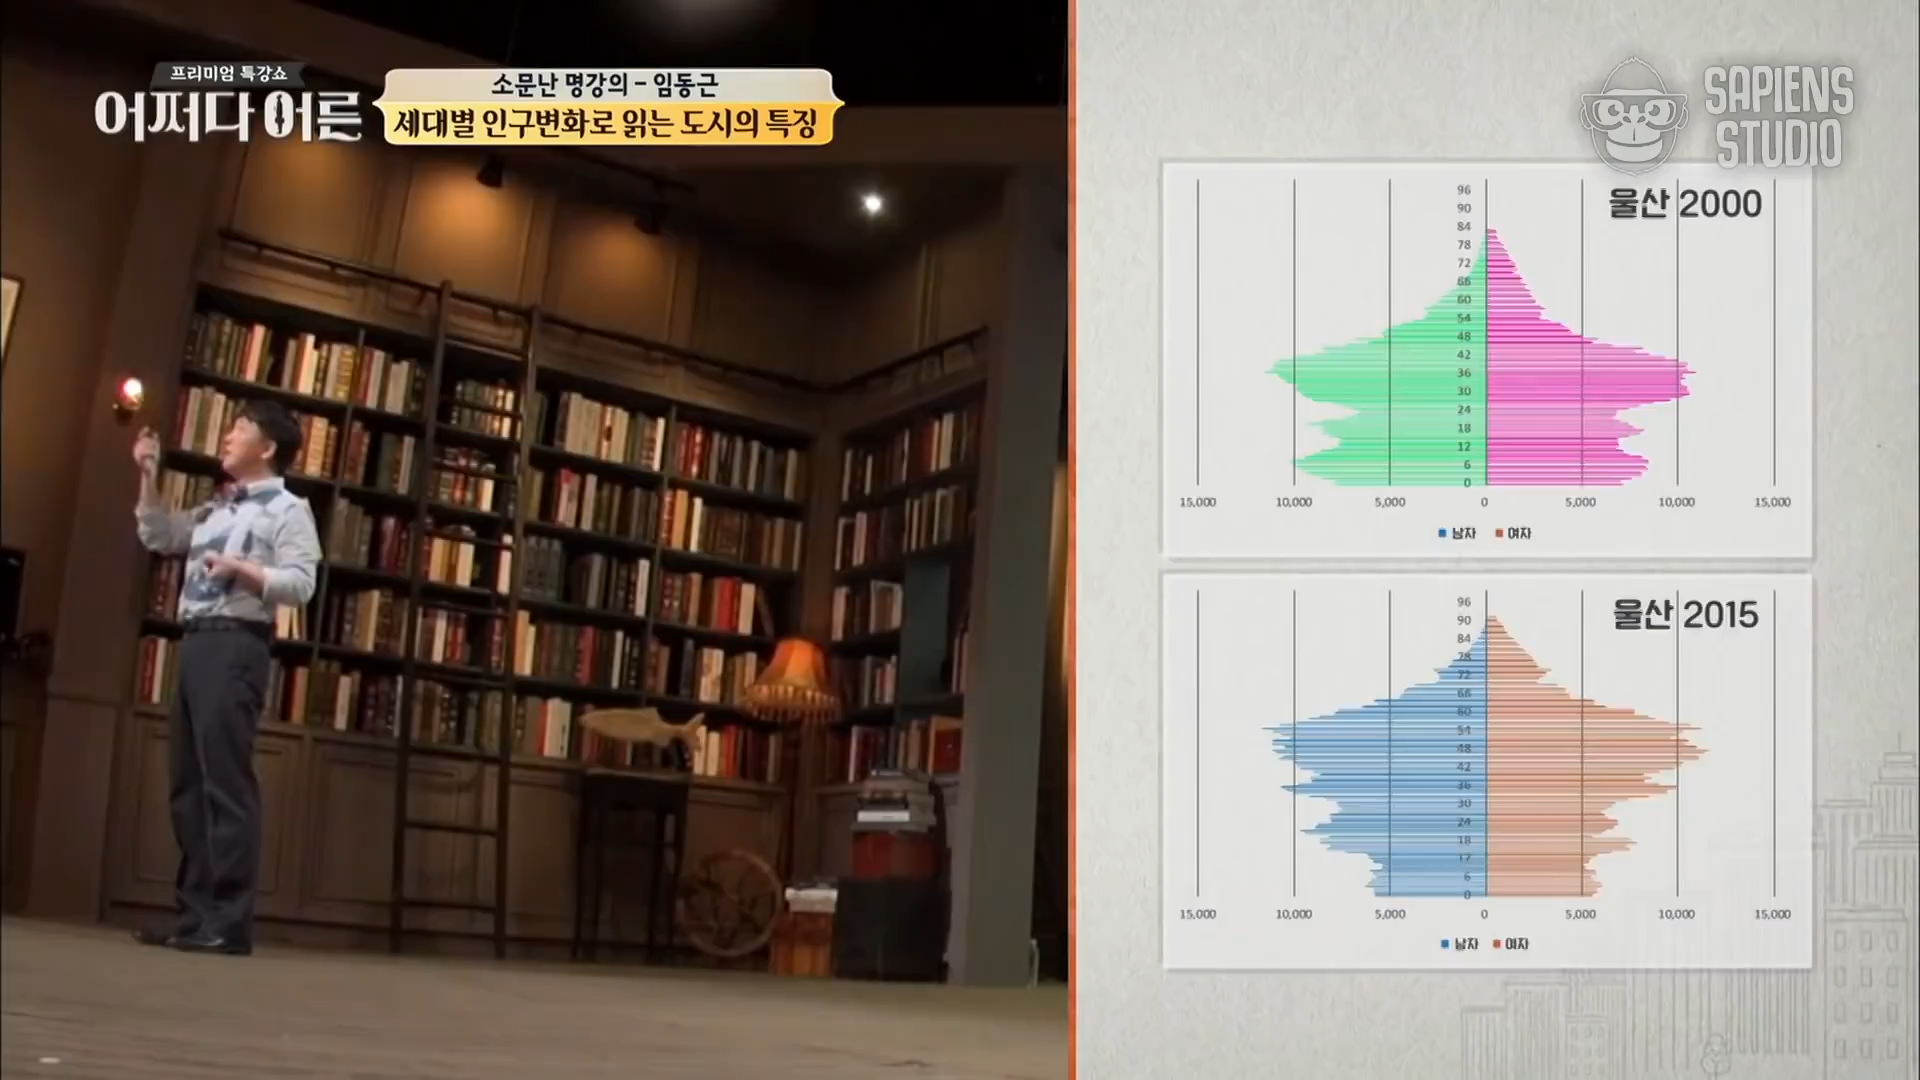 프리미엄 특강쇼
어쩌다 어른
소문난 명강의 - 임동근
세대별 인구변화로 읽는 도시의 특징
SAPIENS
STUDIO
울산 2000
96
90
84
78
72
66
60
54
48
42
36
30
24
18
12
6
0
15,000 10,000 5,000 0 5,000 10,000 15,000
남자 여자
울산 2015
96
90
84
78
72
66
60
54
48
42
36
30
24
18
12
6
0
15,000 10,000 5,000 0 5,000 10,000 15,000
남자 여자